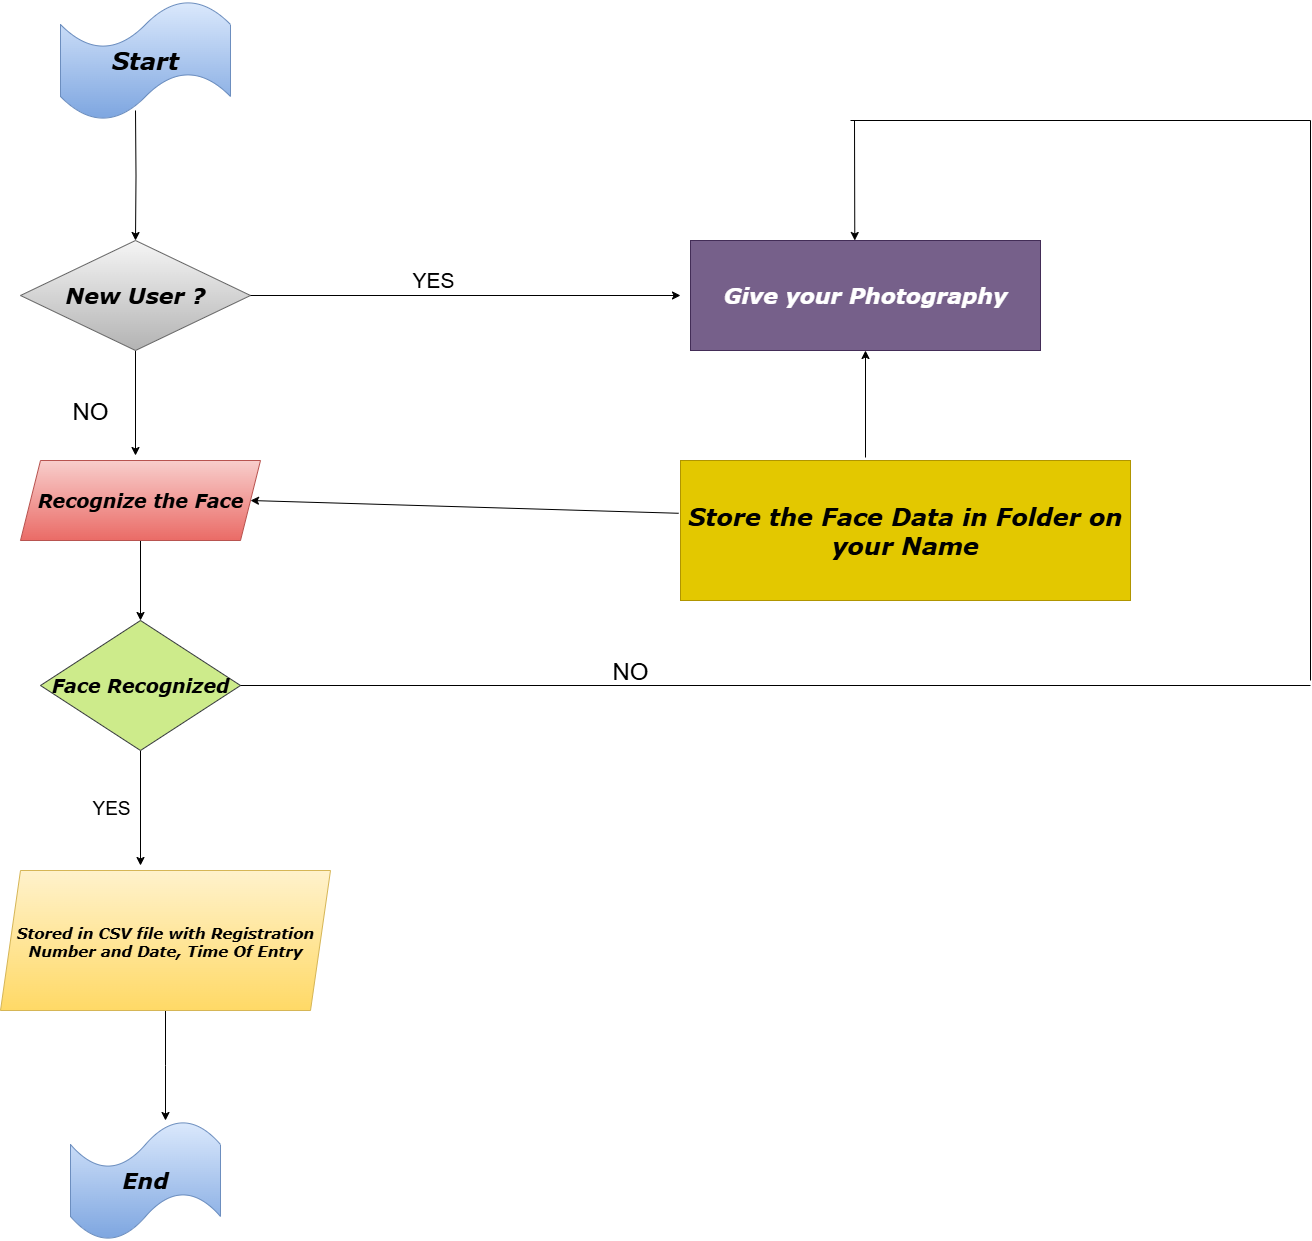 Start
New User ?
YES
Give your Photography
NO
Recognize the Face
Store the Face Data in Folder on
your Name
Face Recognized
NO
YES
Stored in CSV file with Registration
Number and Date, Time Of Entry
End